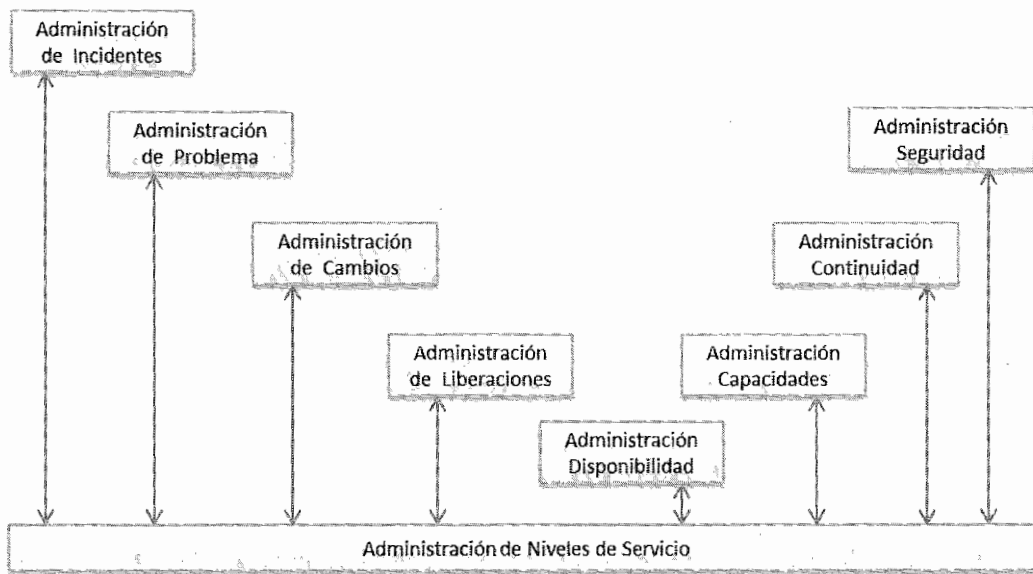 Administración
de Incidentes
Administración
de Problema
Administración
Seguridad
Administración
de Cambios
Administración
Continuidad
Administración
de Liberaciones
Administración
Capacidades
Administración
Disponibilidad
Administración de Niveles de Servicio